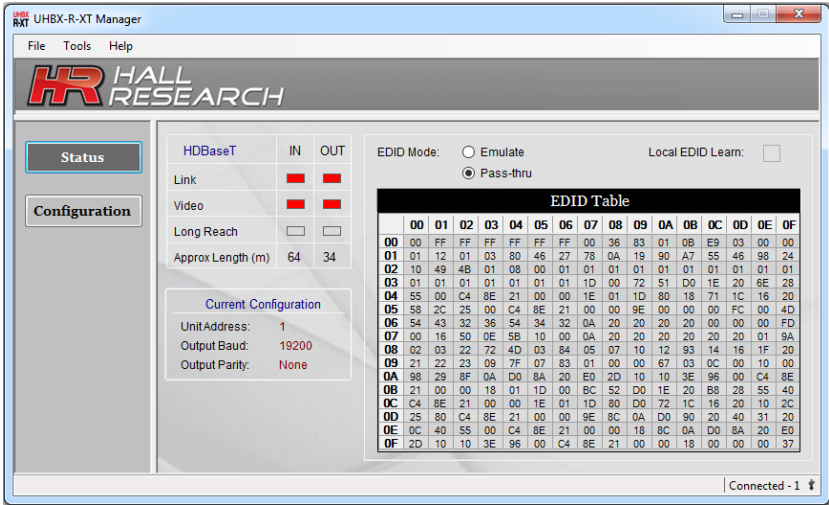 UHBX R-XT UHBX-R-XT Manager
File Tools Help
HR HALL RESEARCH
Status
Configuration
HDBaseT IN OUT
Link
Video
Long Reach
Approx Length (m) 64 34
Current Configuration
Unit Address: 1
Output Baud: 19200
Output Parity: None
EDID Mode: Emulate Local EDID Learn:
Pass-thru
EDID Table
00 01 02 03 04 05 06 07 08 09 0A 0B 0C 0D 0E 0F
00 00 FF FF FF FF FF FF 00 36 83 01 0B E9 03 00 00
01 01 12 01 03 80 46 27 78 0A 19 90 A7 55 46 98 24
02 10 49 4B 01 08 00 01 01 01 01 01 01 01 01 01 01
03 01 01 01 01 01 01 1D 00 72 51 D0 1E 20 6E 28
04 55 00 C4 8E 21 00 00 1E 01 1D 80 18 71 1C 16 20
05 58 2C 25 00 C4 8E 21 00 00 9E 00 00 00 FC 00 4D
06 54 43 32 36 54 34 32 0A 20 20 20 20 00 00 00 FD
07 00 16 50 0E 5B 10 00 0A 20 20 20 20 20 20 01 9A
08 02 03 22 72 4D 03 84 05 07 10 12 93 14 16 1F 20
09 21 22 23 09 7F 07 83 01 00 00 67 03 0C 00 10 00
0A 98 29 8F 0A D0 8A 20 E0 2D 10 10 3E 96 00 C4 8E
0B 21 00 00 18 01 1D 00 BC 52 D0 1E 20 B8 28 55 40
0C C4 8E 21 00 00 1E 01 1D 80 D0 72 1C 16 20 10 2C
0D 25 80 C4 8E 21 00 00 9E 8C 0A D0 90 20 40 31 20
0E 0C 40 55 00 C4 8E 21 00 00 18 8C 0A D0 8A 20 E0
0F 2D 10 10 3E 96 00 C4 8E 21 00 00 18 00 00 00 37
Connected - 1